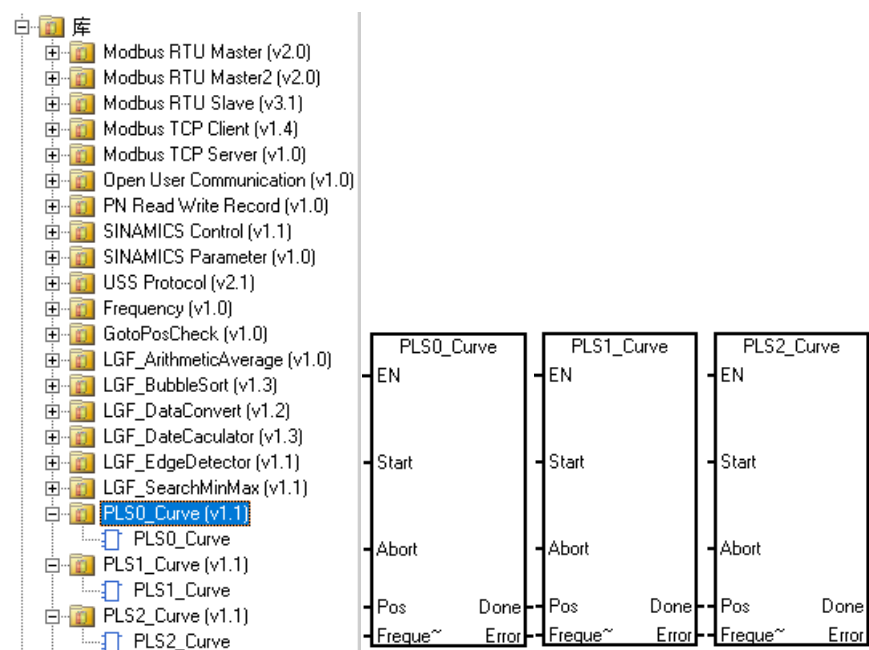 库
Modbus RTU Master (v2.0)
Modbus RTU Master2 (v2.0)
Modbus RTU Slave (v3.1)
Modbus TCP Client (v1.4)
Modbus TCP Server (v1.0)
Open User Communication (v1.0)
PN Read Write Record (v1.0)
SINAMICS Control (v1.1)
SINAMICS Parameter (v1.0)
USS Protocol (v2.1)
Frequency (v1.0)
GotoPosCheck (v1.0)
LGF_ArithmeticAverage (v1.0)
LGF_BubbleSort (v1.3)
LGF_DataConvert (v1.2)
LGF_DateCaculator (v1.3)
LGF_EdgeDetector (v1.1)
LGF_SearchMinMax (v1.1)
PLS0_Curve (v1.1)
PLS0_Curve
PLS1_Curve (v1.1)
PLS1_Curve
PLS2_Curve (v1.1)
PLS2_Curve
PLS0_Curve
EN
Start
Abort
Pos Done
Freque~ Error
PLS1_Curve
EN
Start
Abort
Pos Done
Freque~ Error
PLS2_Curve
EN
Start
Abort
Pos Done
Freque~ Error